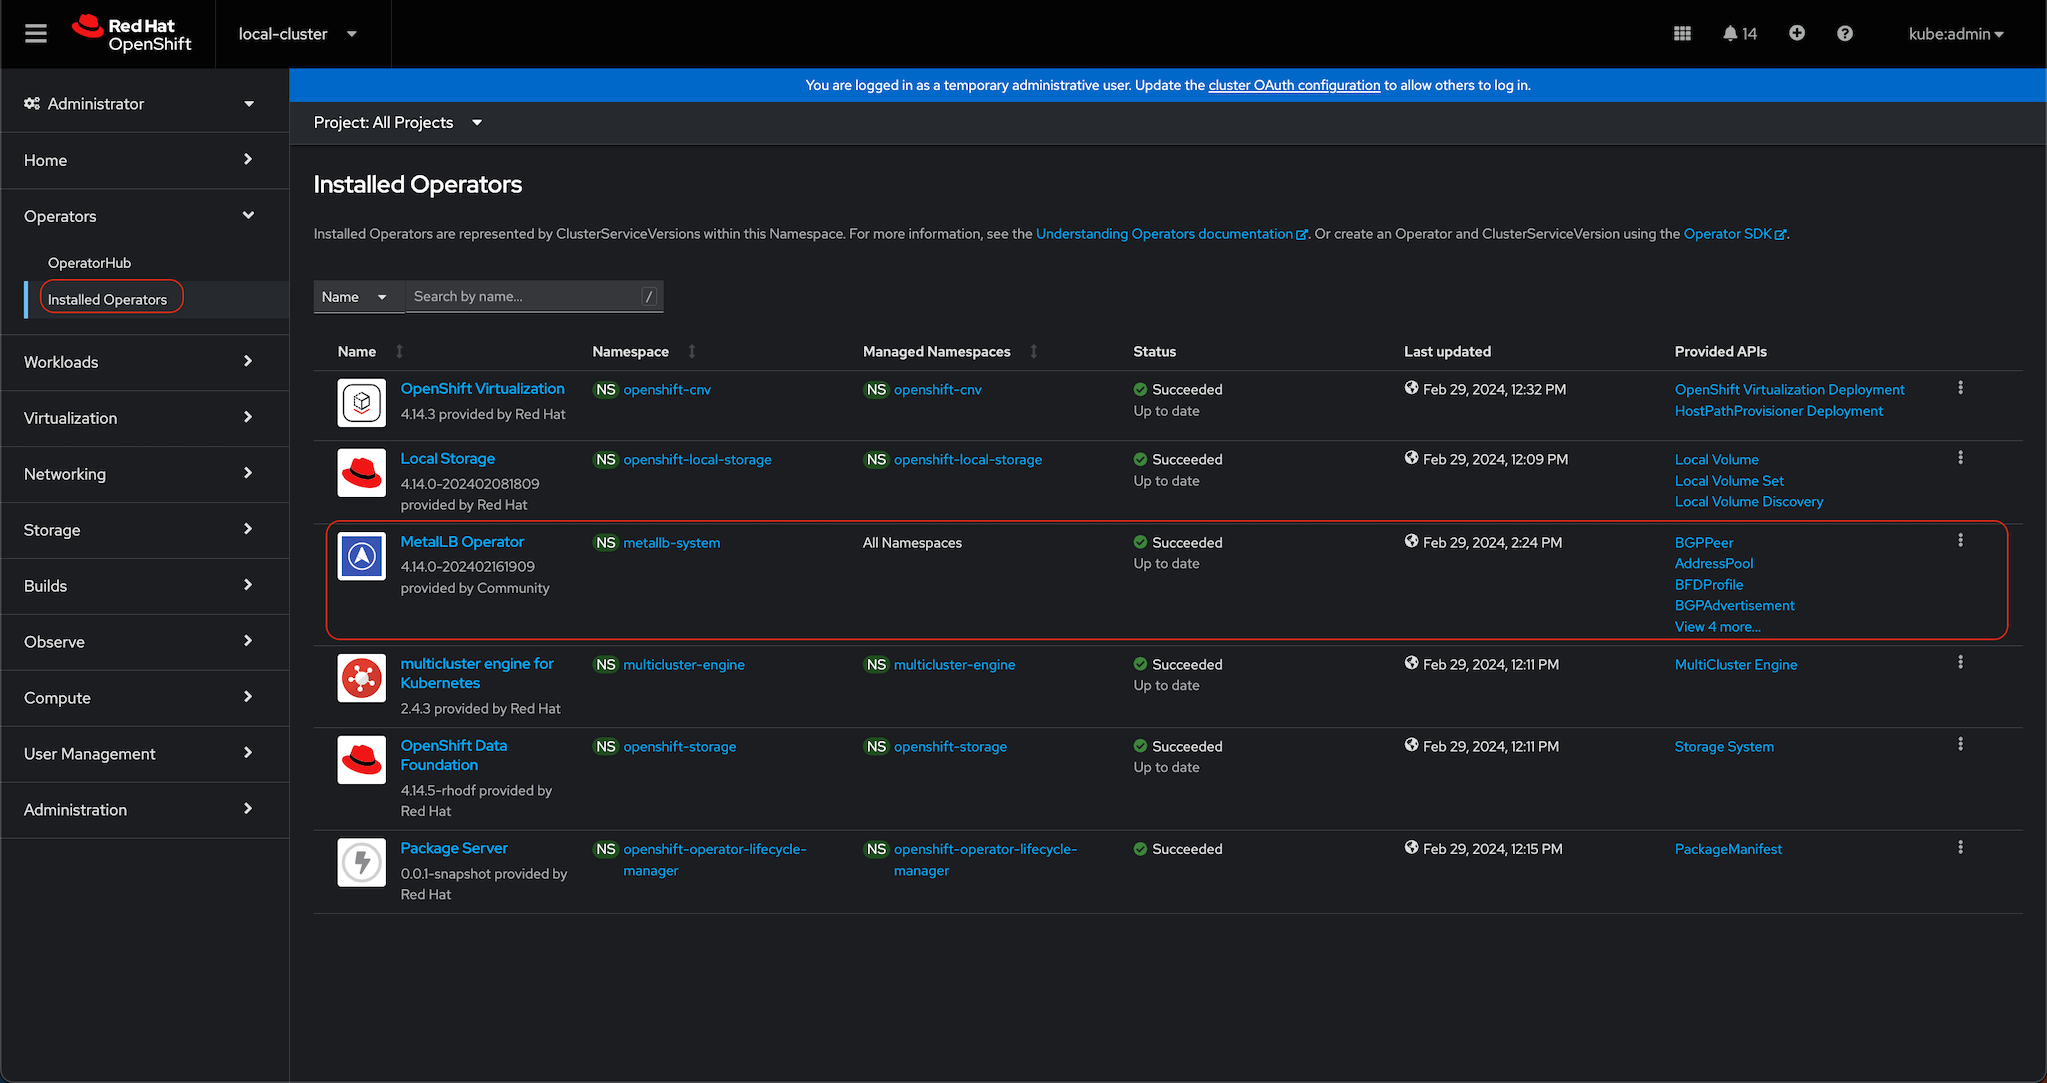 Red Hat
OpenShift
local-cluster
14
kube:admin
You are logged in as a temporary administrative user. Update the cluster OAuth configuration to allow others to log in.
Administrator
Home
Operators
OperatorHub
Installed Operators
Workloads
Virtualization
Networking
Storage
Builds
Observe
Compute
User Management
Administration
Project: All Projects
Installed Operators
Installed Operators are represented by ClusterServiceVersions within this Namespace. For more information, see the Understanding Operators documentation. Or create an Operator and ClusterServiceVersion using the Operator SDK.
Name Search by name... /
Name Namespace Managed Namespaces Status Last updated Provided APIs
OpenShift Virtualization NS openshift-cnv NS openshift-cnv Succeeded Feb 29, 2024, 12:32 PM OpenShift Virtualization Deployment
4.14.3 provided by Red Hat Up to date HostPathProvisioner Deployment
Local Storage NS openshift-local-storage NS openshift-local-storage Succeeded Feb 29, 2024, 12:09 PM Local Volume
4.14.0-202402081809 Up to date Local Volume Set
provided by Red Hat Local Volume Discovery
MetalLB Operator NS metallb-system All Namespaces Succeeded Feb 29, 2024, 2:24 PM BGPPeer
4.14.0-202402161909 Up to date AddressPool
provided by Community BFDProfile
BGPAdvertisement
View 4 more...
multicluster engine for NS multicluster-engine NS multicluster-engine Succeeded Feb 29, 2024, 12:11 PM MultiCluster Engine
Kubernetes Up to date
2.4.3 provided by Red Hat
OpenShift Data NS openshift-storage NS openshift-storage Succeeded Feb 29, 2024, 12:11 PM Storage System
Foundation Up to date
4.14.5-rhodf provided by
Red Hat
Package Server NS openshift-operator-lifecycle- NS openshift-operator-lifecycle- Succeeded Feb 29, 2024, 12:15 PM PackageManifest
0.0.1-snapshot provided by manager manager
Red Hat